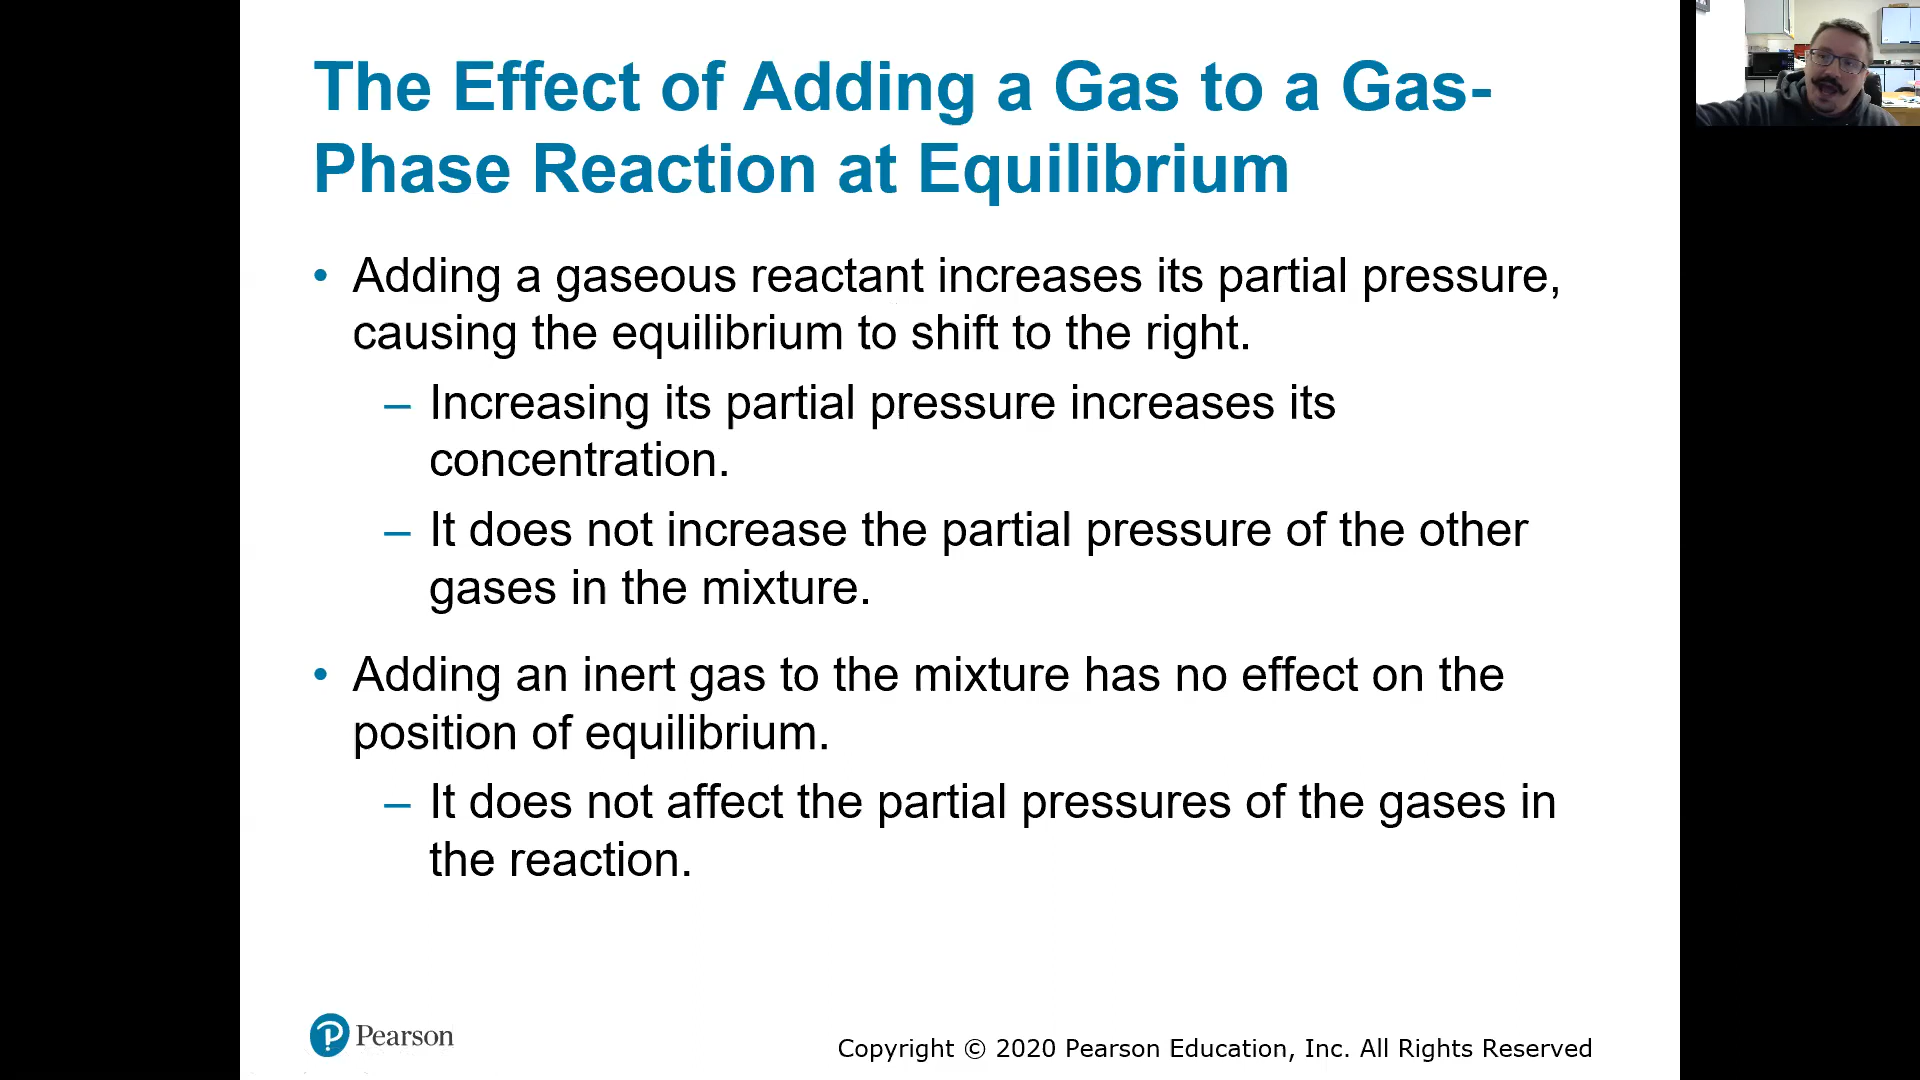 The Effect of Adding a Gas to a Gas-
Phase Reaction at Equilibrium
• Adding a gaseous reactant increases its partial pressure,
causing the equilibrium to shift to the right.
– Increasing its partial pressure increases its
concentration.
– It does not increase the partial pressure of the other
gases in the mixture.
• Adding an inert gas to the mixture has no effect on the
position of equilibrium.
– It does not affect the partial pressures of the gases in
the reaction.
Pearson
Copyright © 2020 Pearson Education, Inc. All Rights Reserved